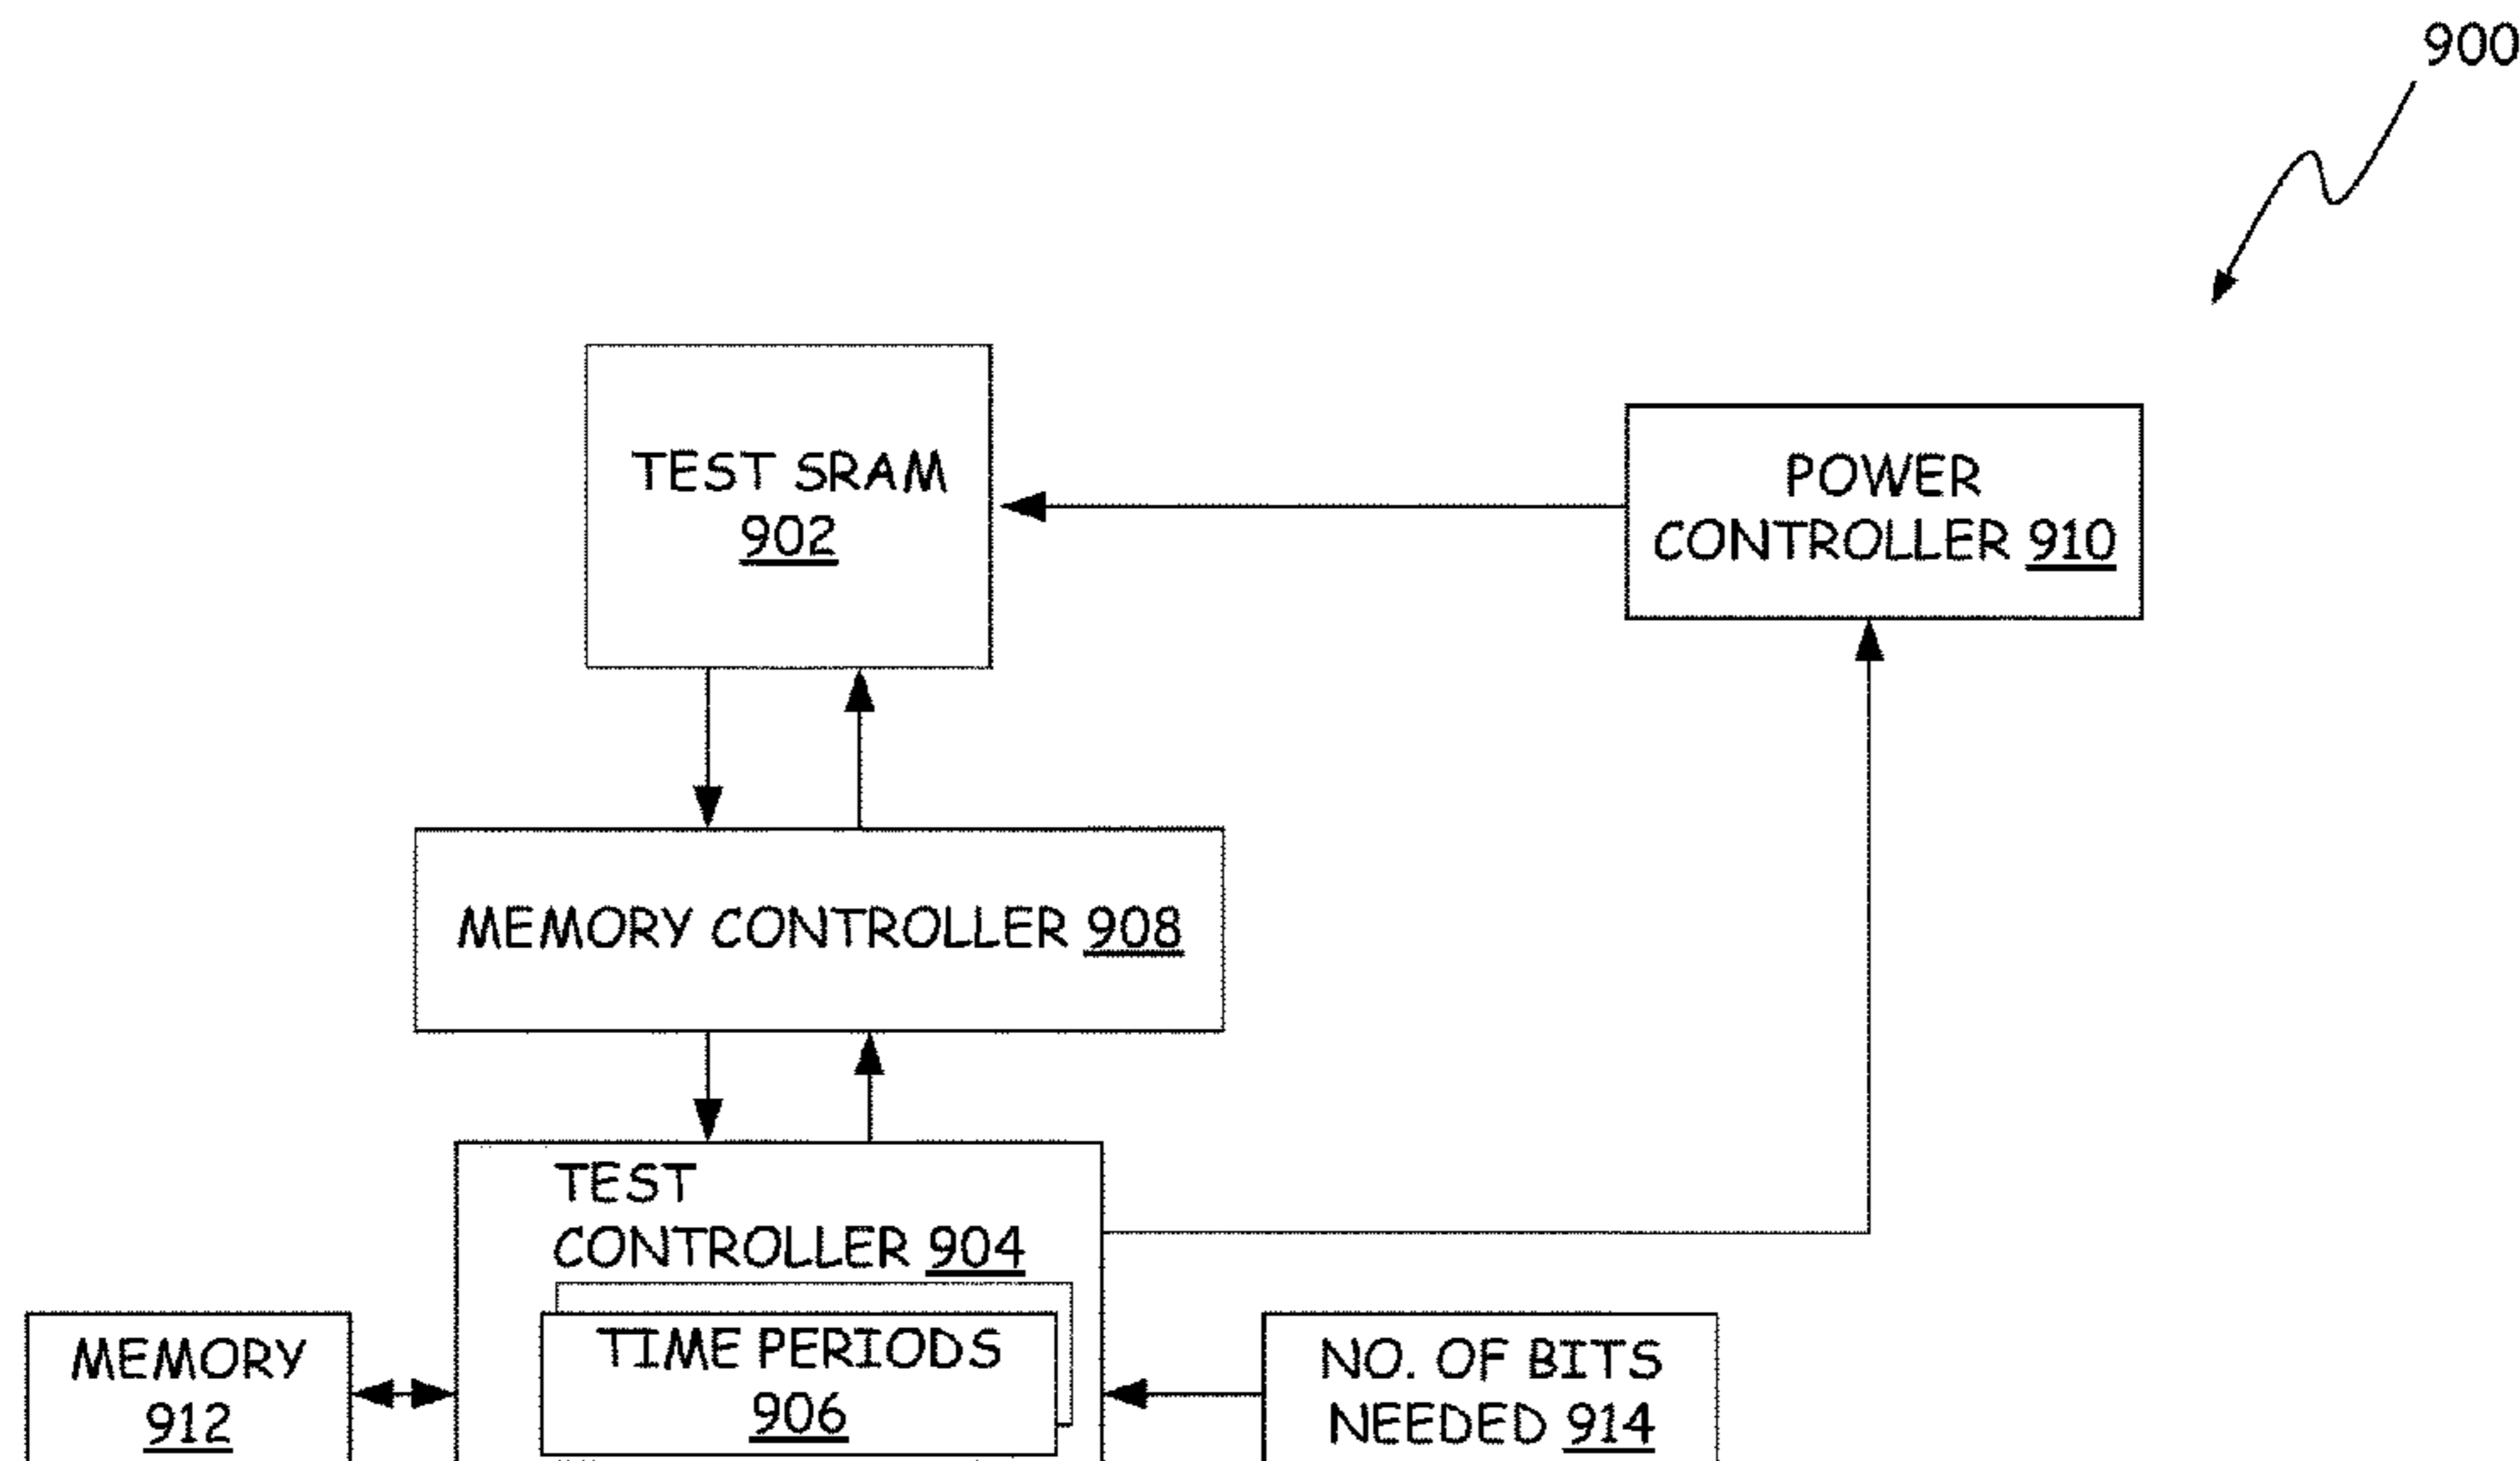 900
TEST SRAM
902
POWER
CONTROLLER 910
MEMORY CONTROLLER 908
TEST
CONTROLLER 904
TIME PERIODS
906
MEMORY
912
NO. OF BITS
NEEDED 914